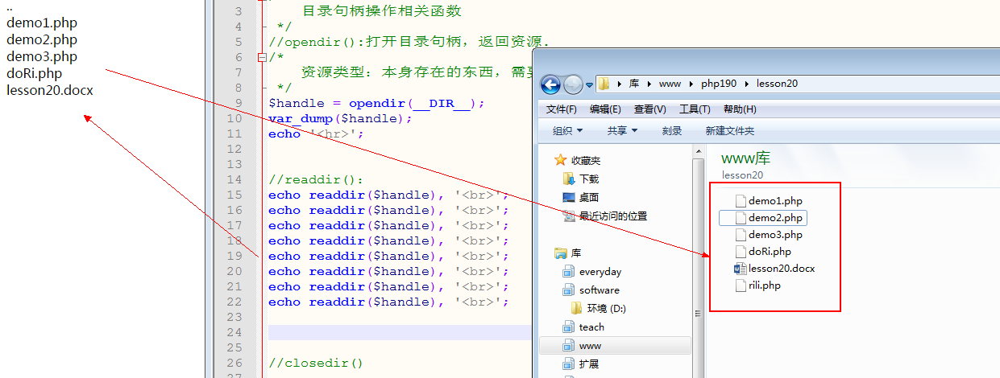 ..
demo1.php
demo2.php
demo3.php
doRi.php
lesson20.docx
3 目录句柄操作相关函数
4 */
5 //opendir():打开目录句柄，返回资源.
6 /*
7 资源类型：本身存在的东西，需
8 */
9 $handle = opendir(__DIR__);
10 var_dump($handle);
11 echo '<hr>';
12
13
14 //readdir():
15 echo readdir($handle), '<br>';
16 echo readdir($handle), '<br>';
17 echo readdir($handle), '<br>';
18 echo readdir($handle), '<br>';
19 echo readdir($handle), '<br>';
20 echo readdir($handle), '<br>';
21 echo readdir($handle), '<br>';
22 echo readdir($handle), '<br>';
23
24
25
26 //closedir()
27
库 www php190 lesson20
文件(F) 编辑(E) 查看(V) 工具(T) 帮助(H)
组织 共享 刻录 新建文件夹
收藏夹
下载
桌面
最近访问的位置
库
everyday
software
环境 (D:)
teach
www
扩展
www库
lesson20
demo1.php
demo2.php
demo3.php
doRi.php
lesson20.docx
rili.php